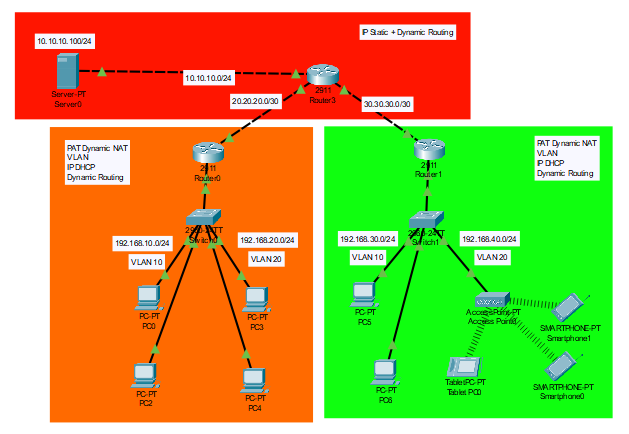 IP Static + Dynamic Routing
10.10.10.100/24
Server-PT
Server0
10.10.10.0/24
2911
Router3
20.20.20.0/30
30.30.30.0/30
PAT Dynamic NAT
VLAN
IP DHCP
Dynamic Routing
2911
Router0
2960-24TT
Switch0
192.168.10.0/24
VLAN 10
192.168.20.0/24
VLAN 20
PC-PT
PC0
PC-PT
PC3
PC-PT
PC2
PC-PT
PC4
PAT Dynamic NAT
VLAN
IP DHCP
Dynamic Routing
2911
Router1
2960-24TT
Switch1
192.168.30.0/24
VLAN 10
192.168.40.0/24
VLAN 20
PC-PT
PC5
AccessPoint-PT
Access Point0
SMARTPHONE-PT
Smartphone1
PC-PT
PC6
TabletPC-PT
Tablet PC0
SMARTPHONE-PT
Smartphone0